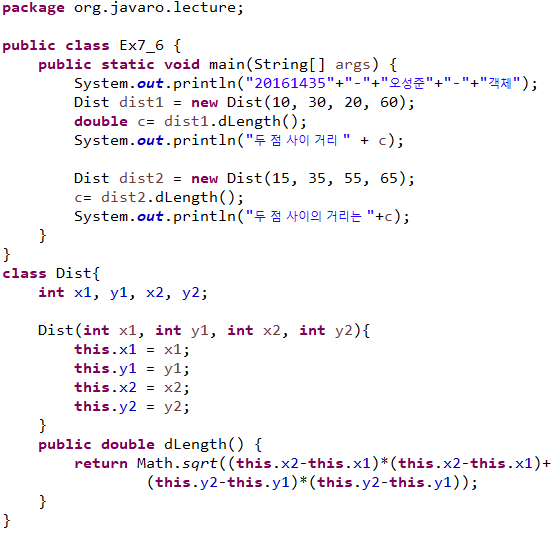 package org.javaro.lecture;
public class Ex7_6 {
    public static void main(String[] args) {
        System.out.println("20161435"+"-"+"오성준"+"-"+"객체");
        Dist dist1 = new Dist(10, 30, 20, 60);
        double c= dist1.dLength();
        System.out.println("두 점 사이 거리 " + c);
        Dist dist2 = new Dist(15, 35, 55, 65);
        c= dist2.dLength();
        System.out.println("두 점 사이의 거리는 "+c);
    }
}
class Dist{
    int x1, y1, x2, y2;
    Dist(int x1, int y1, int x2, int y2){
        this.x1 = x1;
        this.y1 = y1;
        this.x2 = x2;
        this.y2 = y2;
    }
    public double dLength() {
        return Math.sqrt((this.x2-this.x1)*(this.x2-this.x1)+
                (this.y2-this.y1)*(this.y2-this.y1));
    }
}